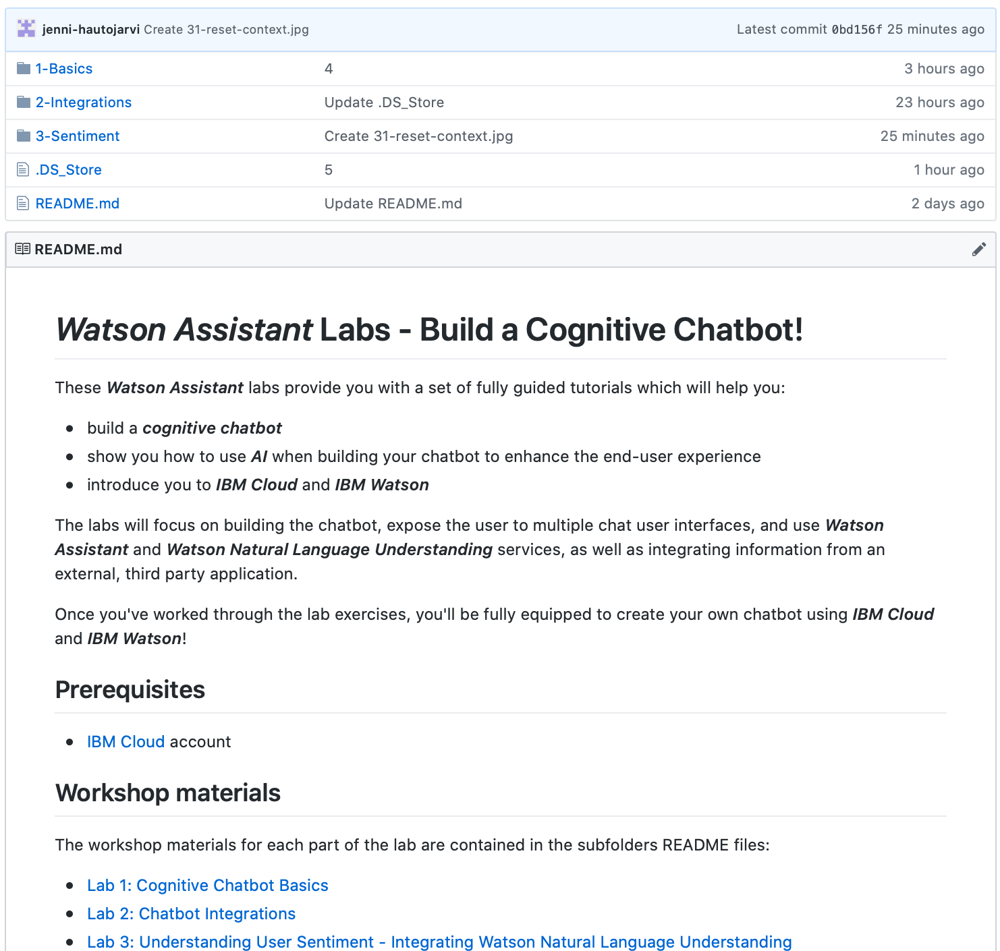 jenni-hautojarvi Create 31-reset-context.jpg Latest commit 0bd156f 25 minutes ago
1-Basics 4 3 hours ago
2-Integrations Update .DS_Store 23 hours ago
3-Sentiment Create 31-reset-context.jpg 25 minutes ago
.DS_Store 5 1 hour ago
README.md Update README.md 2 days ago
README.md
Watson Assistant Labs - Build a Cognitive Chatbot!
These Watson Assistant labs provide you with a set of fully guided tutorials which will help you:
• build a cognitive chatbot
• show you how to use AI when building your chatbot to enhance the end-user experience
• introduce you to IBM Cloud and IBM Watson
The labs will focus on building the chatbot, expose the user to multiple chat user interfaces, and use Watson
Assistant and Watson Natural Language Understanding services, as well as integrating information from an
external, third party application.
Once you've worked through the lab exercises, you'll be fully equipped to create your own chatbot using IBM Cloud
and IBM Watson!
Prerequisites
• IBM Cloud account
Workshop materials
The workshop materials for each part of the lab are contained in the subfolders README files:
• Lab 1: Cognitive Chatbot Basics
• Lab 2: Chatbot Integrations
• Lab 3: Understanding User Sentiment - Integrating Watson Natural Language Understanding